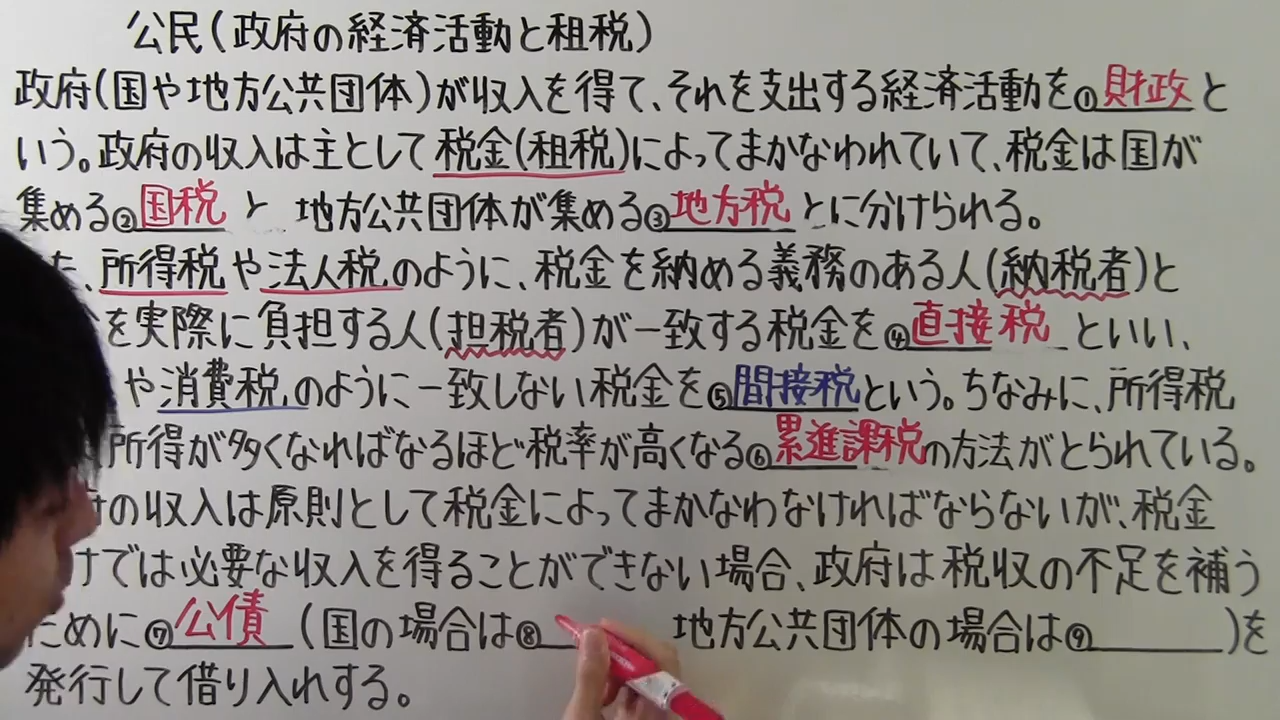 公民(政府の経済活動と租税)
政府(国や地方公共団体)が収入を得て、それを支出する経済活動を①財政と
いう。政府の収入は主として税金(租税)によってまかなわれていて、税金は国が
集める②国税と 地方公共団体が集める③地方税とに分けられる。
た、所得税や法人税のように、税金を納める義務のある人(納税者)と
を実際に負担する人(担税者)が一致する税金を④直接税といい、
や消費税のように一致しない税金を⑤間接税という。ちなみに、所得税
所得が多くなればなるほど税率が高くなる⑥累進課税の方法がとられている。
の収入は原則として税金によってまかなわなければならないが、税金
けでは必要な収入を得ることができない場合、政府は税収の不足を補う
ために⑦公債(国の場合は⑧ 地方公共団体の場合は⑨ )を
発行して借り入れする。